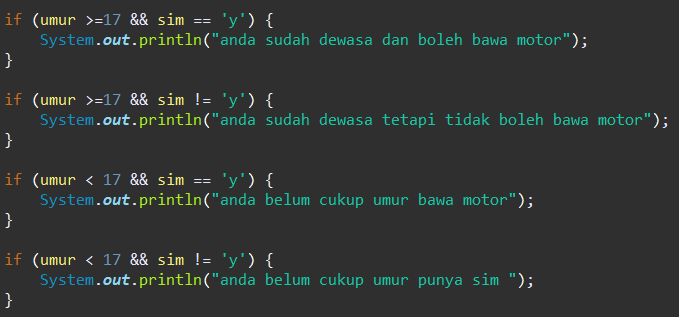 if (umur >=17 && sim == 'y') {
    System.out.println("anda sudah dewasa dan boleh bawa motor");
}
if (umur >=17 && sim != 'y') {
    System.out.println("anda sudah dewasa tetapi tidak boleh bawa motor");
}
if (umur < 17 && sim == 'y') {
    System.out.println("anda belum cukup umur bawa motor");
}
if (umur < 17 && sim != 'y') {
    System.out.println("anda belum cukup umur punya sim ");
}